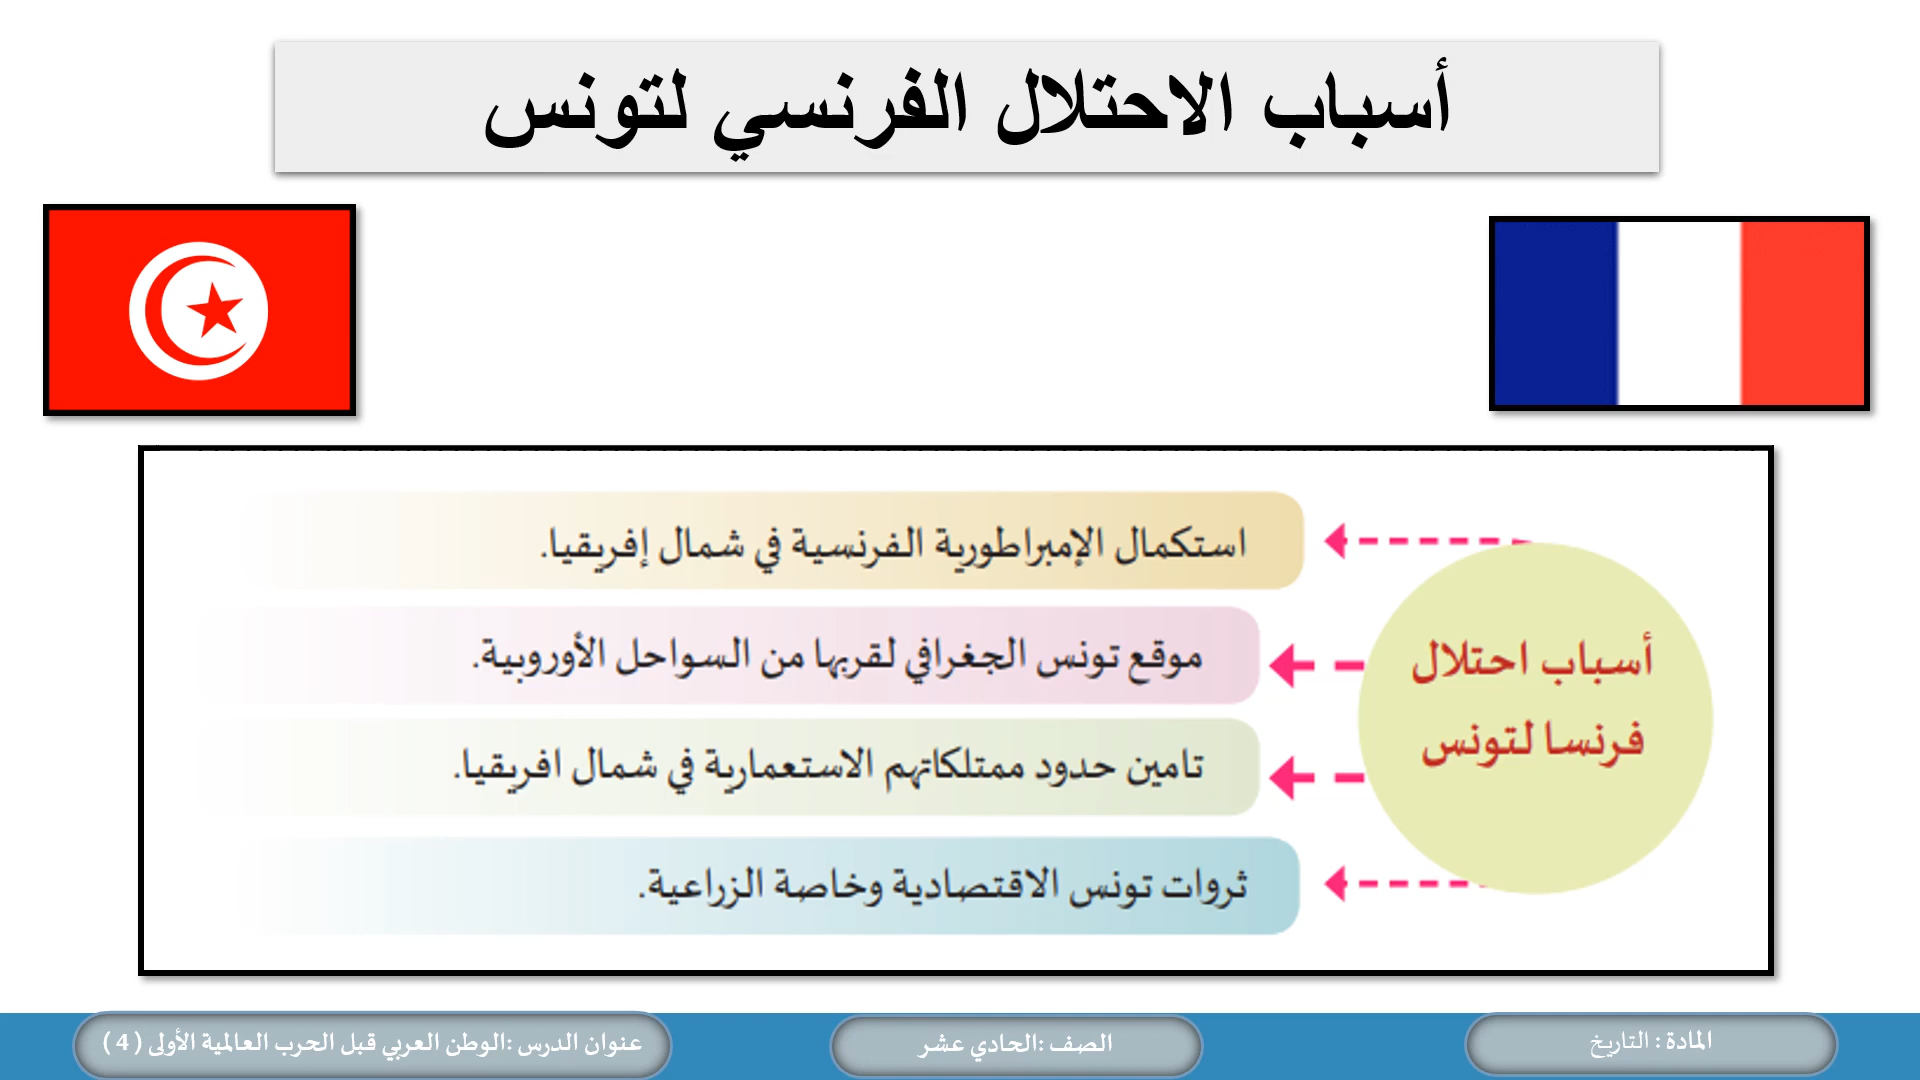 أسباب الاحتلال الفرنسي لتونس
أسباب احتلال
فرنسا لتونس
استكمال الإمبراطورية الفرنسية في شمال إفريقيا.
موقع تونس الجغرافي لقربها من السواحل الأوروبية.
تامين حدود ممتلكاتهم الاستعمارية في شمال افريقيا.
ثروات تونس الاقتصادية وخاصة الزراعية.
المادة : التاريخ
الصف :الحادي عشر
عنوان الدرس :الوطن العربي قبل الحرب العالمية الأولى ( 4 )